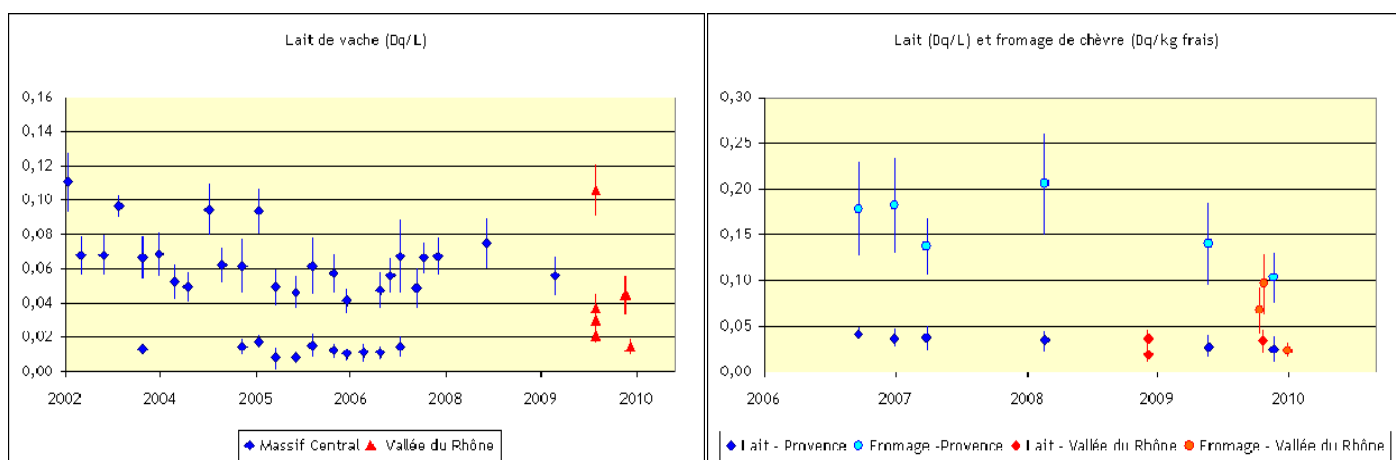 Lait de vache (Bq/L)
0,16
0,14
0,12
0,10
0,08
0,06
0,04
0,02
0,00
2002 2004 2005 2006 2008 2009 2010
Massif Central Vallée du Rhône
Lait (Bq/L) et fromage de chèvre (Bq/kg frais)
0,30
0,25
0,20
0,15
0,10
0,05
0,00
2006 2007 2008 2009 2010
Lait - Provence Fromage -Provence Lait - Vallée du Rhône Fromage - Vallée du Rhône